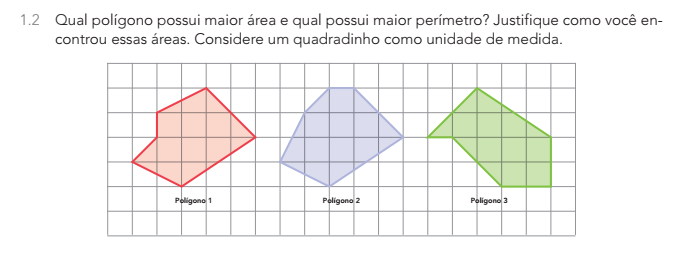 1.2 Qual polígono possui maior área e qual possui maior perímetro? Justifique como você en-
controu essas áreas. Considere um quadradinho como unidade de medida.
Polígono 1 Polígono 2 Polígono 3